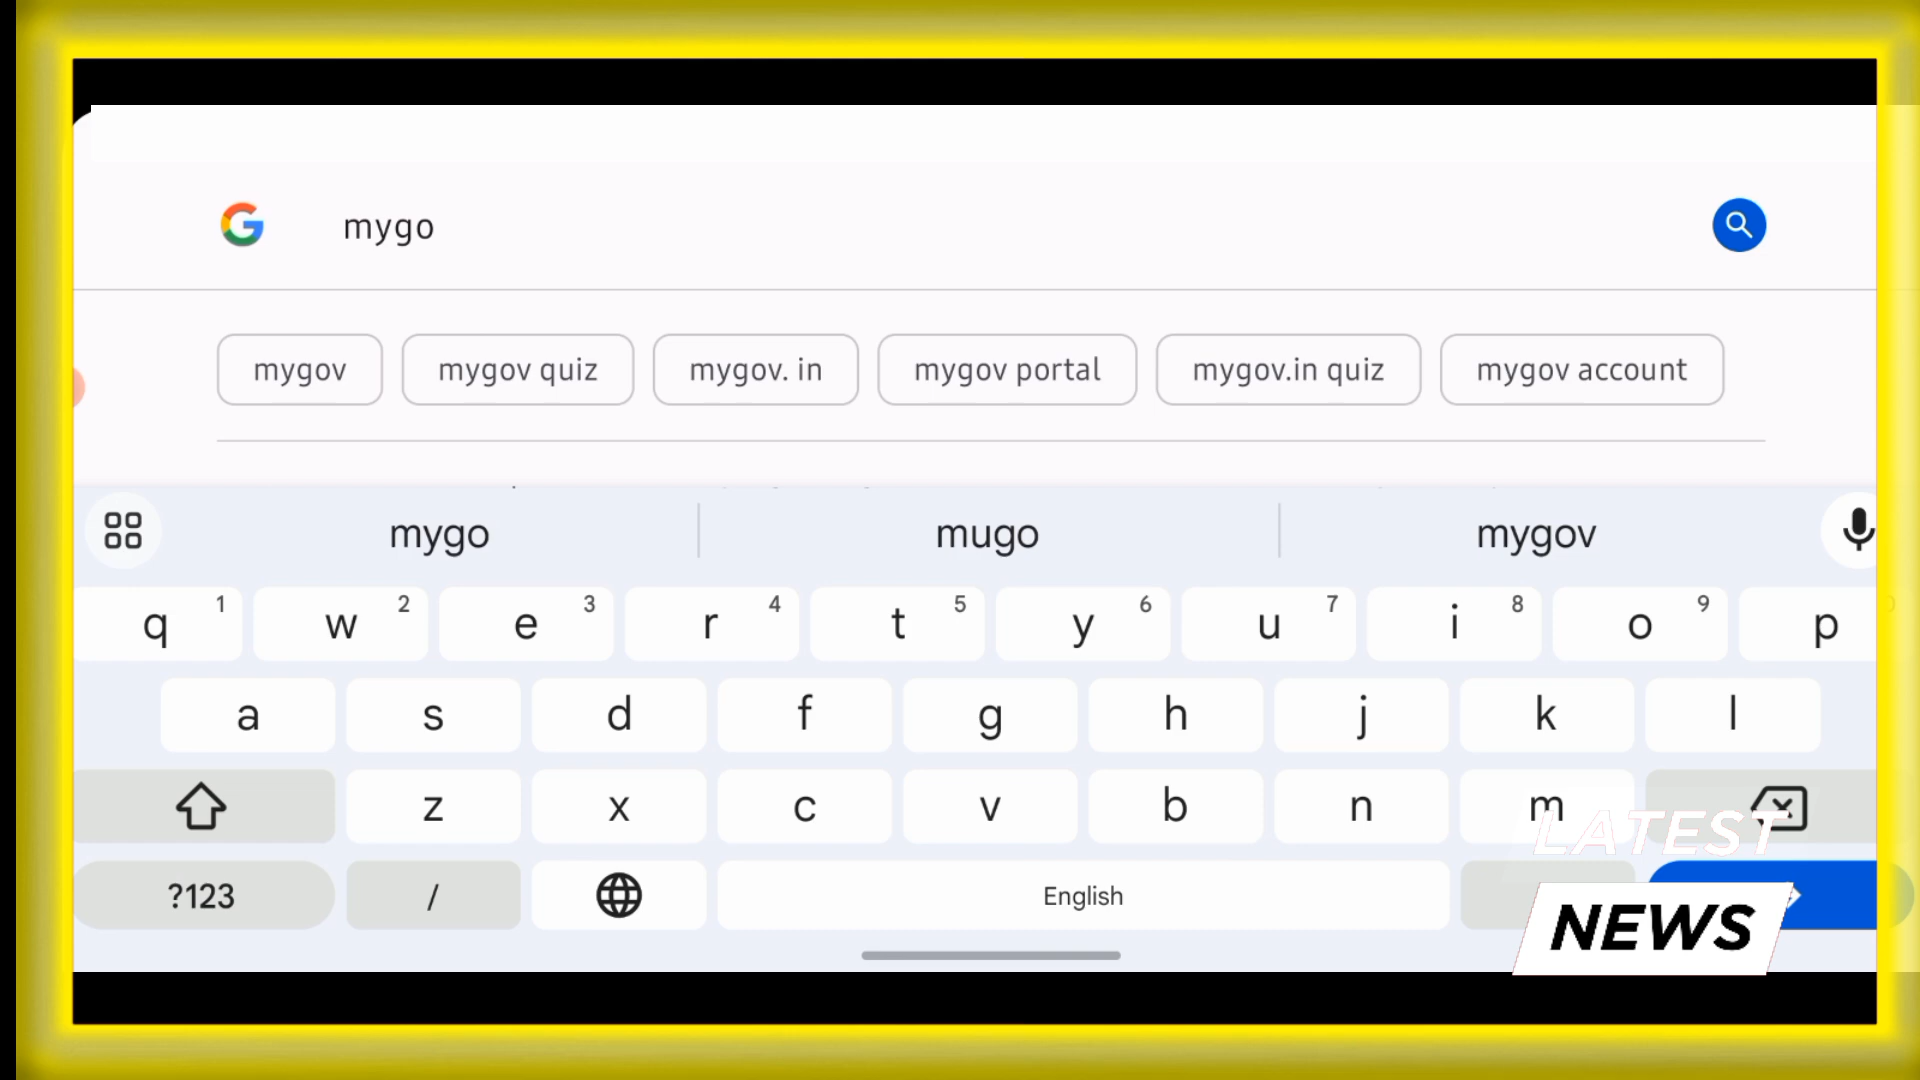 mygo
mygov mygov quiz mygov. in mygov portal mygov.in quiz mygov account
mygo mugo mygov
q 1 w 2 e 3 r 4 t 5 y 6 u 7 i 8 o 9 p 0
a s d f g h j k l
z x c v b n m
LATEST
?123 / English
NEWS